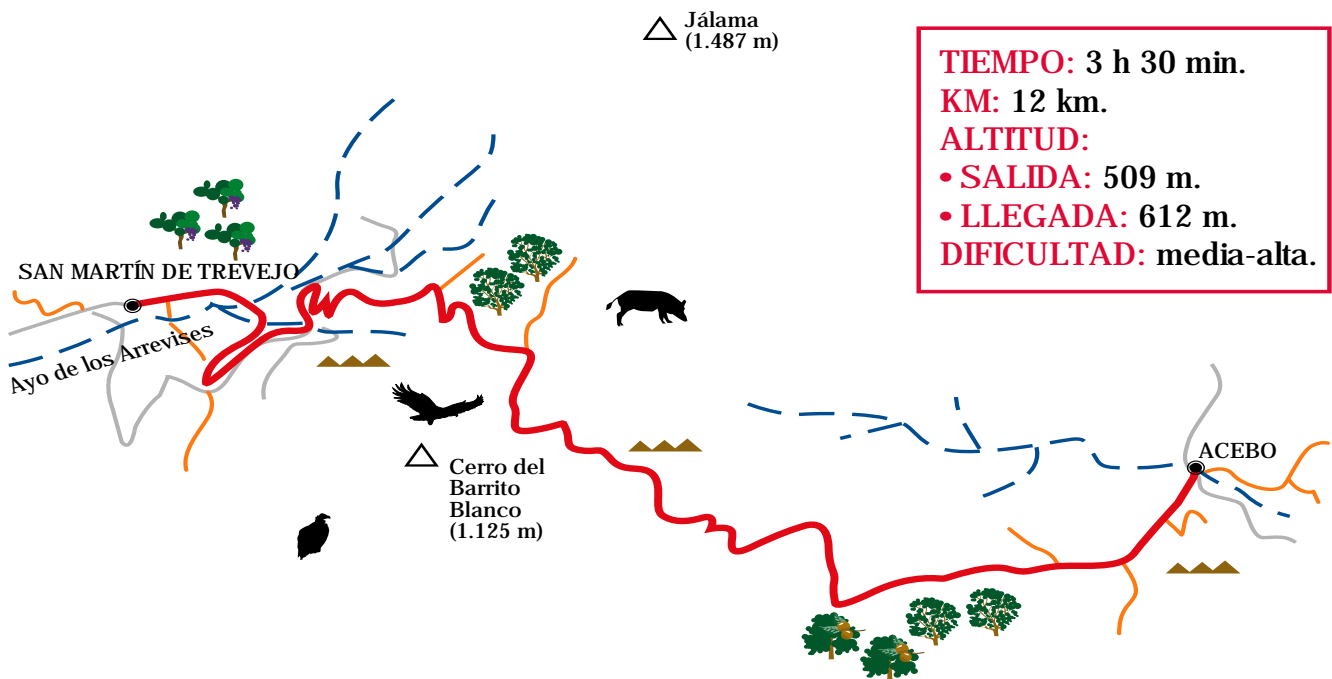 Jálama
(1.487 m)
TIEMPO: 3 h 30 min.
KM: 12 km.
ALTITUD:
• SALIDA: 509 m.
• LLEGADA: 612 m.
DIFICULTAD: media-alta.
SAN MARTÍN DE TREVEJO
Ayo de los Arrevises
Cerro del
Barrito
Blanco
(1.125 m)
ACEBO